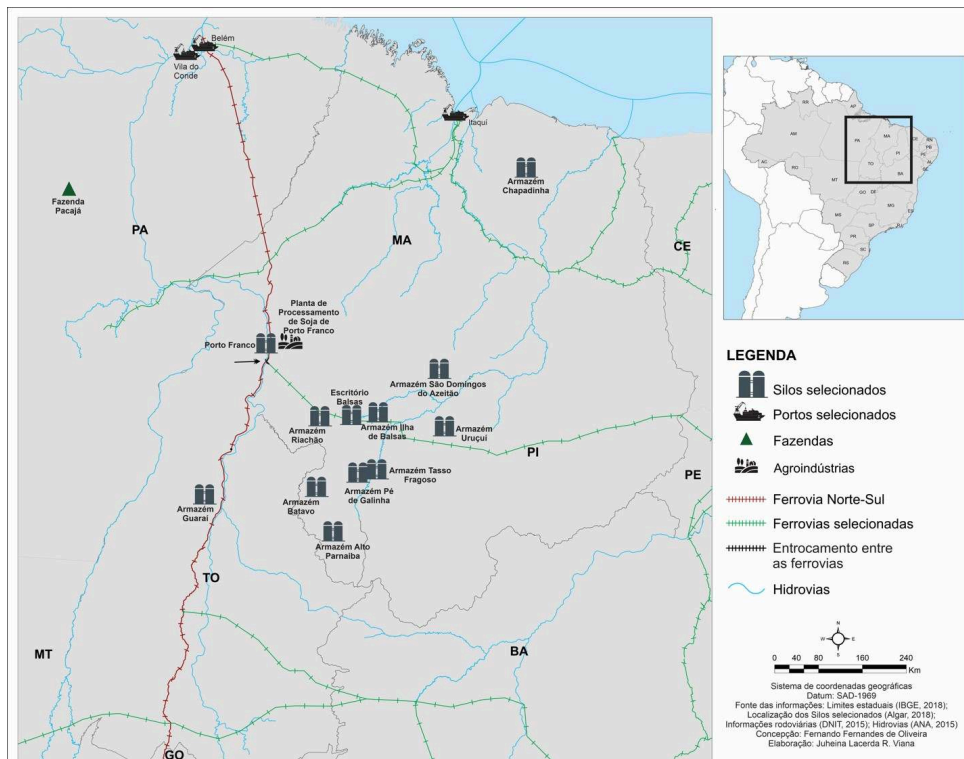 Belém
Vila do
Conde
Itaqui
Armazém
Chapadinha
Fazenda
Pacajá
PA
MA
CE
Planta de
Processamento
de Soja de
Porto Franco
Porto Franco
Armazém São Domingos
do Azeitão
Escritório
Balsas
Armazém
Riachão
Armazém Ilha
de Balsas
Armazém
Uruçuí
PI
PE
Armazém Tasso
Fragoso
Armazém Pé
de Galinha
Armazém
Batavo
Armazém
Guaraí
Armazém Alto
Parnaíba
TO
MT
BA
GO
RR
AP
AM
PA
MA
CE
RN
PB
PE
AL
SE
PI
AC
RO
TO
BA
MT
GO
DF
MG
ES
MS
SP
RJ
PR
SC
RS
LEGENDA
Silos selecionados
Portos selecionados
Fazendas
Agroindústrias
Ferrovia Norte-Sul
Ferrovias selecionadas
Entrocamento entre
as ferrovias
Hidrovias
N
W E
S
0 40 80 160 240
Km
Sistema de coordenadas geográficas
Datum: SAD-1969
Fonte das informações: Limites estaduais (IBGE, 2018);
Localização dos Silos selecionados (Algar, 2018);
Informações rodoviárias (DNIT, 2015); Hidrovias (ANA, 2015)
Concepção: Fernando Fernandes de Oliveira
Elaboração: Juheina Lacerda R. Viana